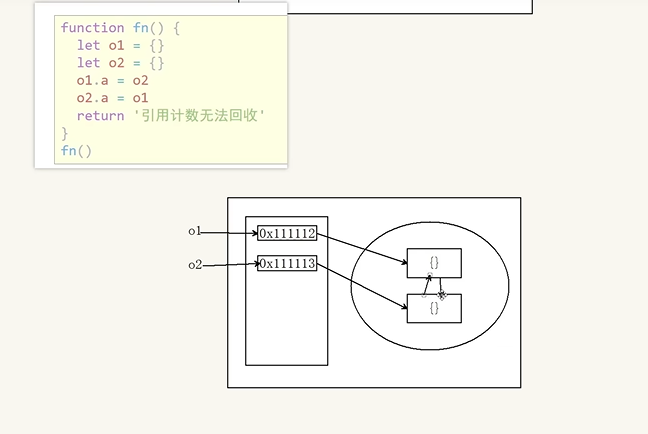 function fn() {
  let o1 = {}
  let o2 = {}
  o1.a = o2
  o2.a = o1
  return '引用计数无法回收'
}
fn()
o1
0x111112
{}
o2
0x111113
{}